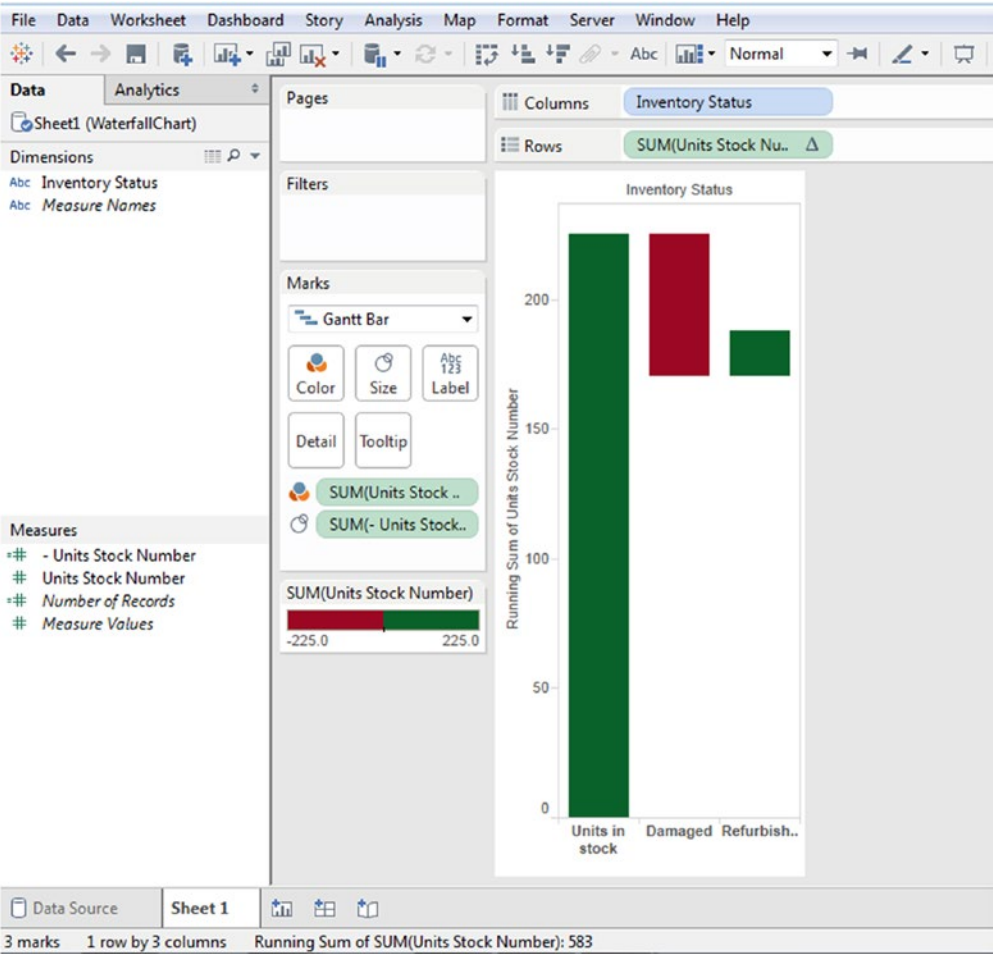 File Data Worksheet Dashboard Story Analysis Map Format Server Window Help
Abc Normal
Data Analytics
Sheet1 (WaterfallChart)
Dimensions
Abc Inventory Status
Abc Measure Names
Measures
=# - Units Stock Number
# Units Stock Number
=# Number of Records
# Measure Values
Pages
Filters
Marks
Gantt Bar
Color Size Abc 123 Label
Detail Tooltip
SUM(Units Stock ..
SUM(- Units Stock..
SUM(Units Stock Number)
-225.0 225.0
Columns Inventory Status
Rows SUM(Units Stock Nu.. Δ
Inventory Status
Running Sum of Units Stock Number
200
150
100
50
0
Units in
stock
Damaged
Refurbish..
Data Source Sheet 1
3 marks 1 row by 3 columns Running Sum of SUM(Units Stock Number): 583